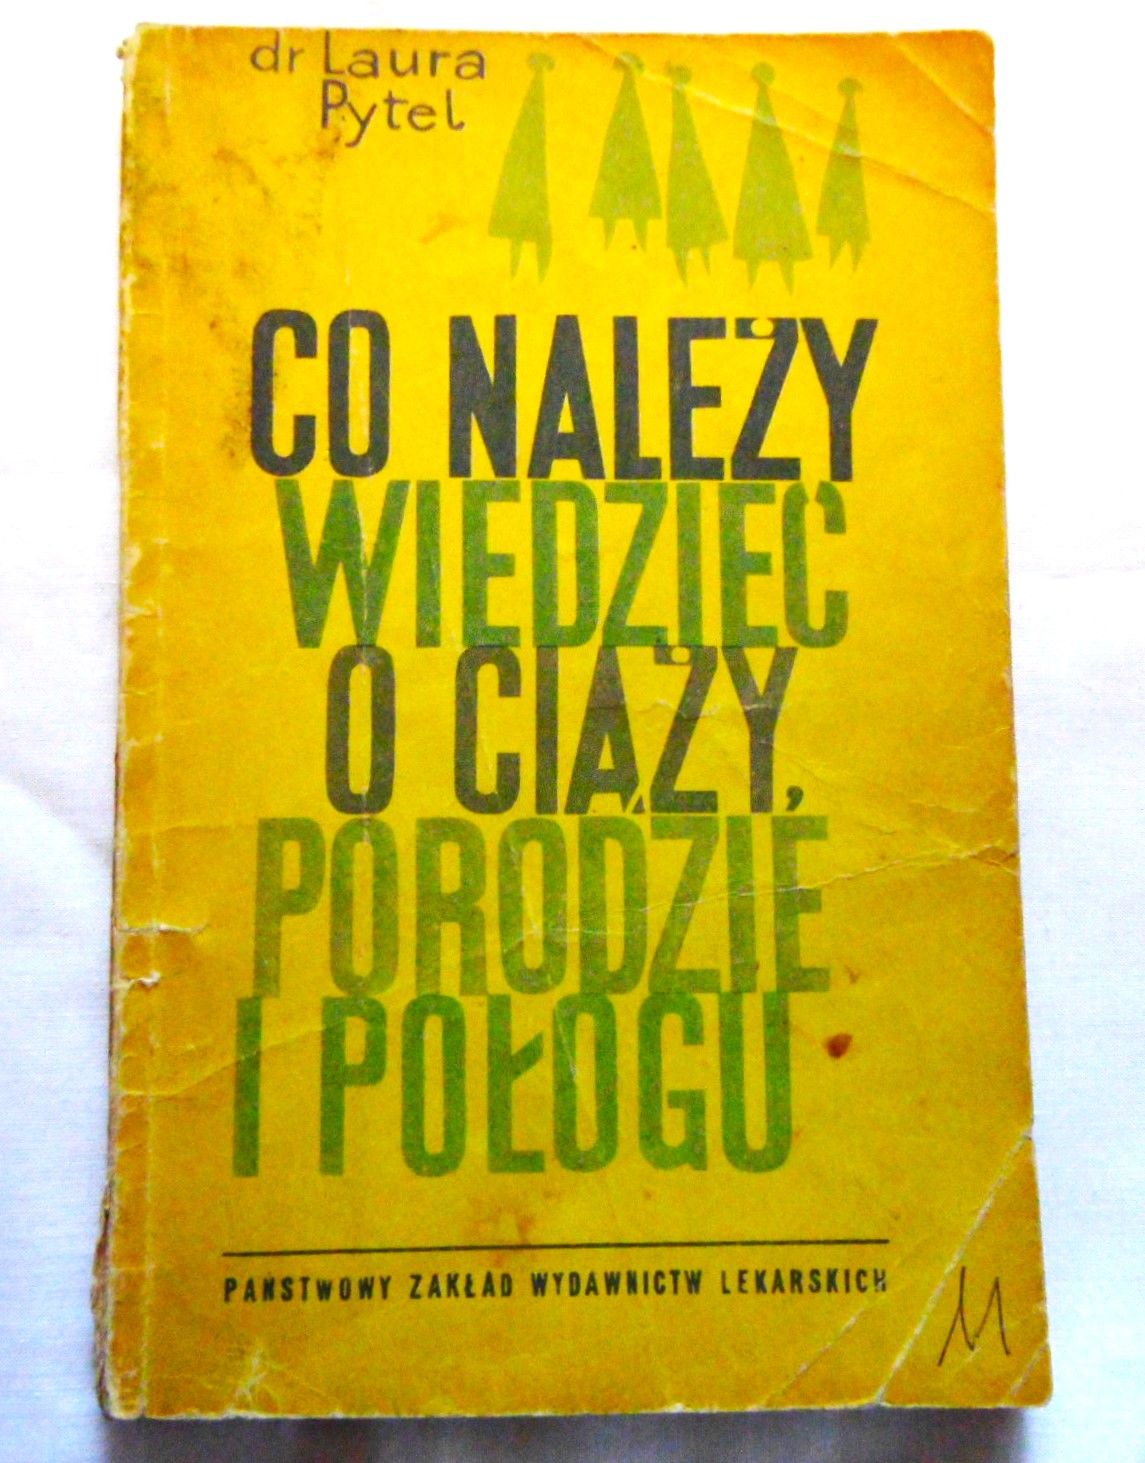 dr Laura
Pytel
CO NALEŻY
WIEDZIEĆ
O CIĄŻY,
PORODZIE
I POŁOGU
PAŃSTWOWY ZAKŁAD WYDAWNICTW LEKARSKICH